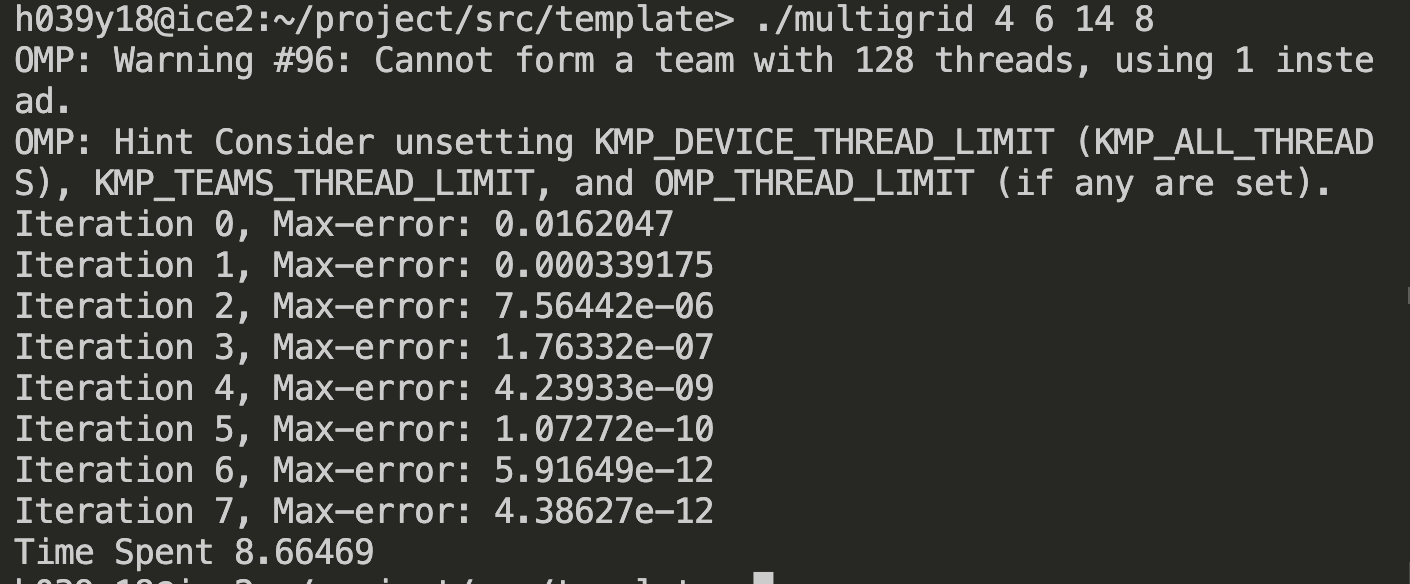 h039y18@ice2:~/project/src/template> ./multigrid 4 6 14 8
OMP: Warning #96: Cannot form a team with 128 threads, using 1 inste
ad.
OMP: Hint Consider unsetting KMP_DEVICE_THREAD_LIMIT (KMP_ALL_THREAD
S), KMP_TEAMS_THREAD_LIMIT, and OMP_THREAD_LIMIT (if any are set).
Iteration 0, Max-error: 0.0162047
Iteration 1, Max-error: 0.000339175
Iteration 2, Max-error: 7.56442e-06
Iteration 3, Max-error: 1.76332e-07
Iteration 4, Max-error: 4.23933e-09
Iteration 5, Max-error: 1.07272e-10
Iteration 6, Max-error: 5.91649e-12
Iteration 7, Max-error: 4.38627e-12
Time Spent 8.66469